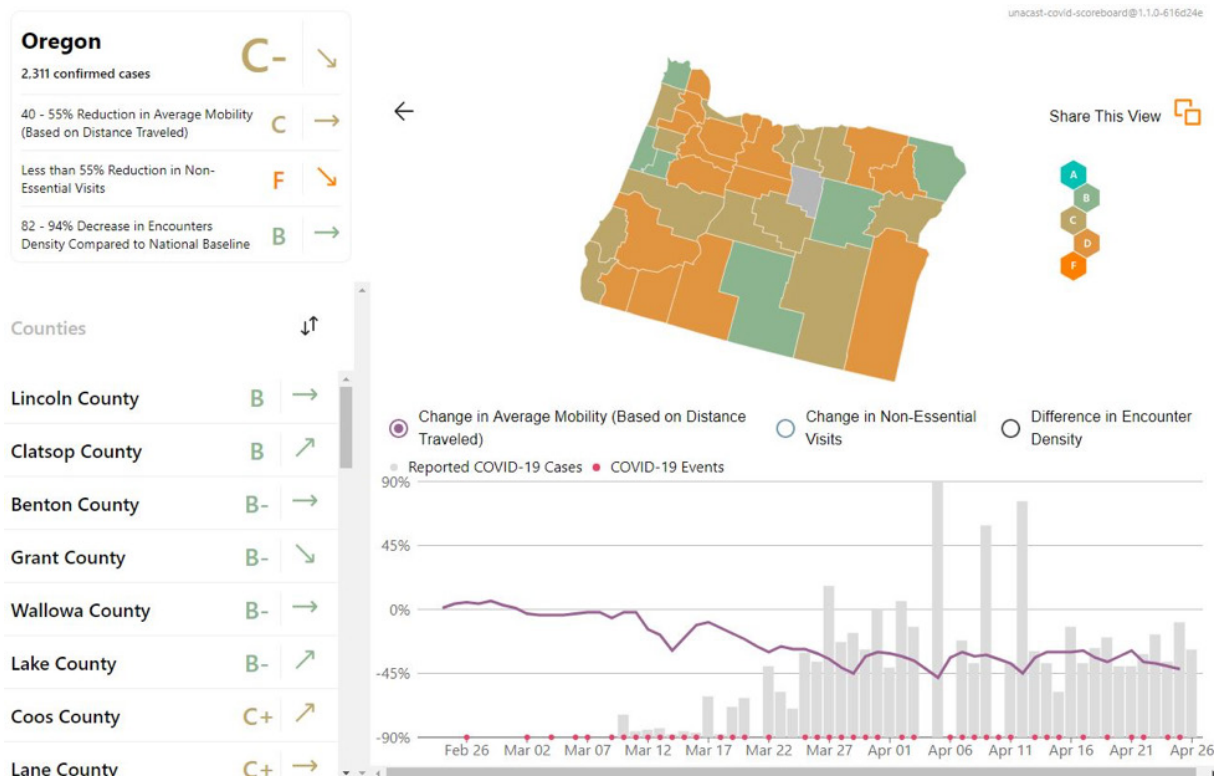 unacast-covid-scoreboard@1.1.0-616d24e
Oregon
2,311 confirmed cases
C-
40 - 55% Reduction in Average Mobility
(Based on Distance Traveled)
C
Less than 55% Reduction in Non-
Essential Visits
F
82 - 94% Decrease in Encounters
Density Compared to National Baseline
B
Share This View
A
B
C
D
F
Counties
Lincoln County B
Clatsop County B
Benton County B-
Grant County B-
Wallowa County B-
Lake County B-
Coos County C+
Lane County C+
Change in Average Mobility (Based on Distance
Traveled)
Change in Non-Essential
Visits
Difference in Encounter
Density
Reported COVID-19 Cases COVID-19 Events
90%
45%
0%
-45%
-90%
Feb 26 Mar 02 Mar 07 Mar 12 Mar 17 Mar 22 Mar 27 Apr 01 Apr 06 Apr 11 Apr 16 Apr 21 Apr 26